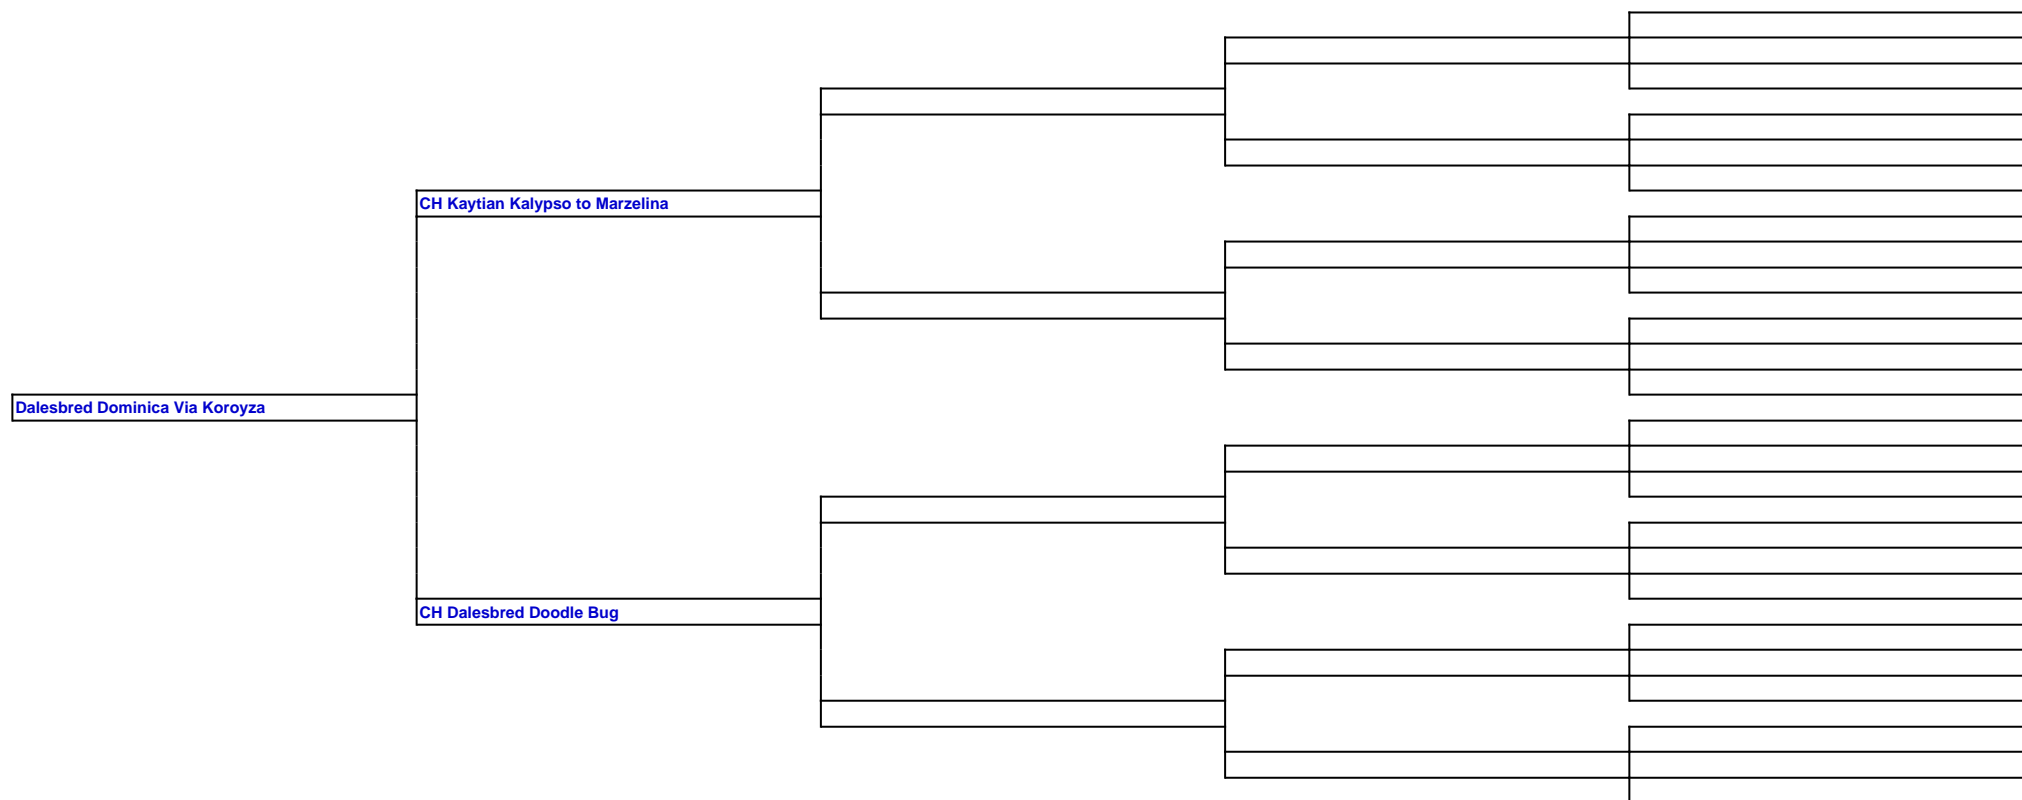 CH Kaytian Kalypso to Marzelina
Dalesbred Dominica Via Koroyza
CH Dalesbred Doodle Bug